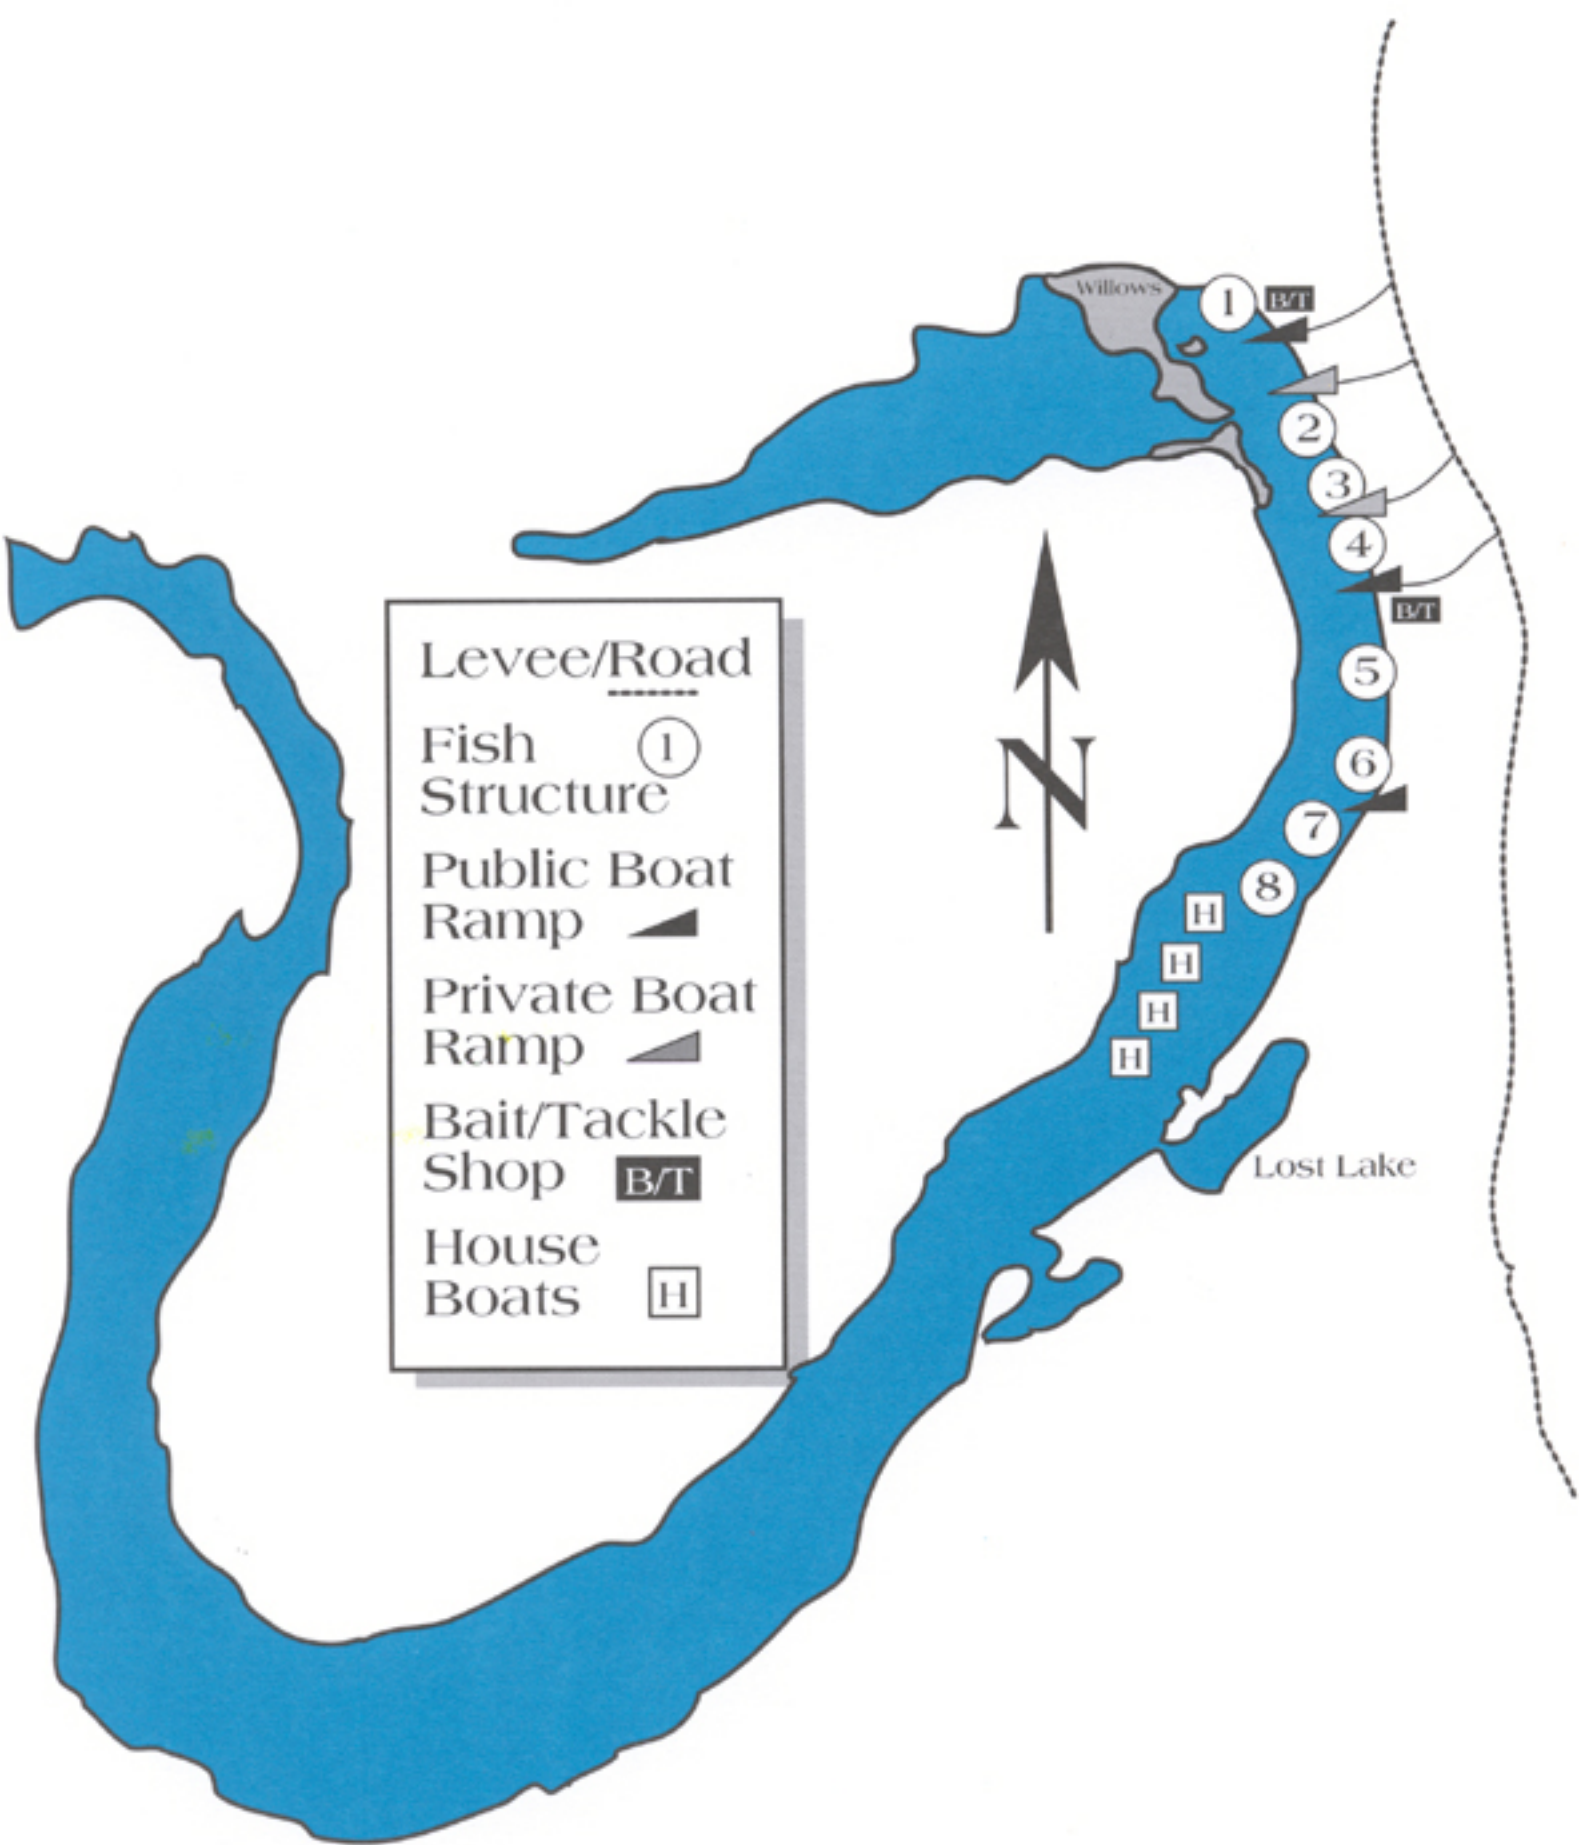 Willows
1
B/T
2
3
4
B/T
5
6
7
8
H
H
H
H
Lost Lake
N
Levee/Road
Fish 1
Structure
Public Boat
Ramp
Private Boat
Ramp
Bait/Tackle
Shop B/T
House
Boats H